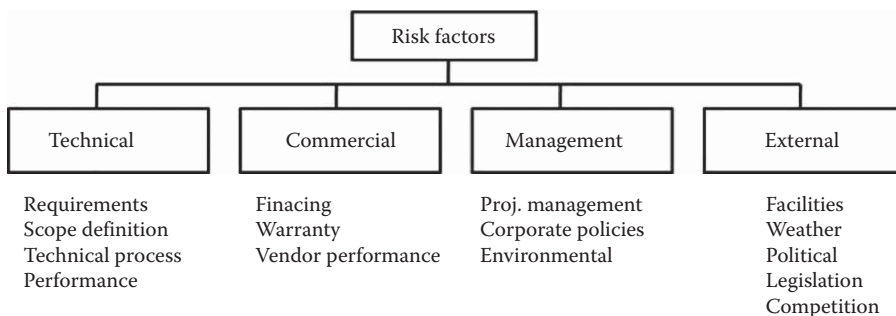 Risk factors
Technical
Commercial
Management
External
Requirements
Scope definition
Technical process
Performance
Finacing
Warranty
Vendor performance
Proj. management
Corporate policies
Environmental
Facilities
Weather
Political
Legislation
Competition